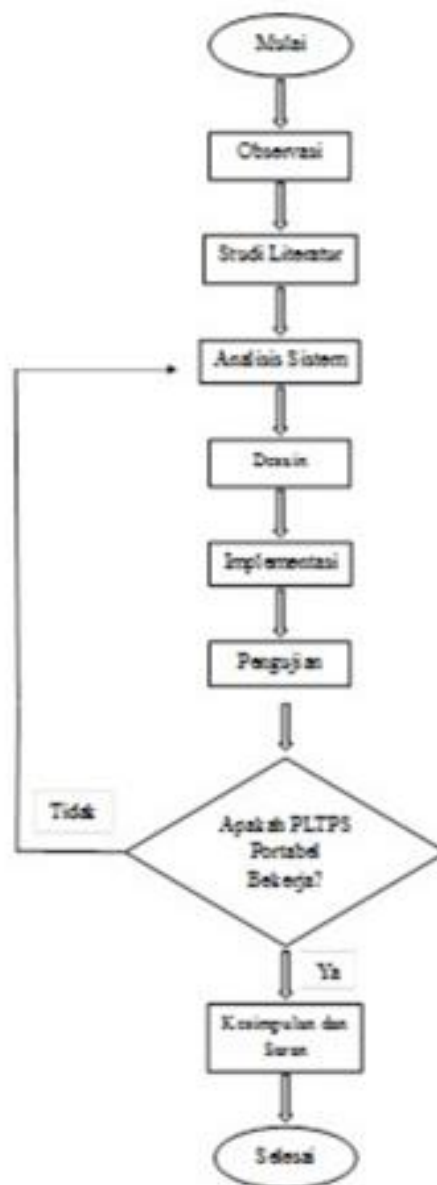 Mulai
Observasi
Studi Literatur
Analisis Sistem
Desain
Implementasi
Pengujian
Tidak
Apakah PLTPS
Portabel
Bekerja?
Ya
Kesimpulan dan
Saran
Selesai